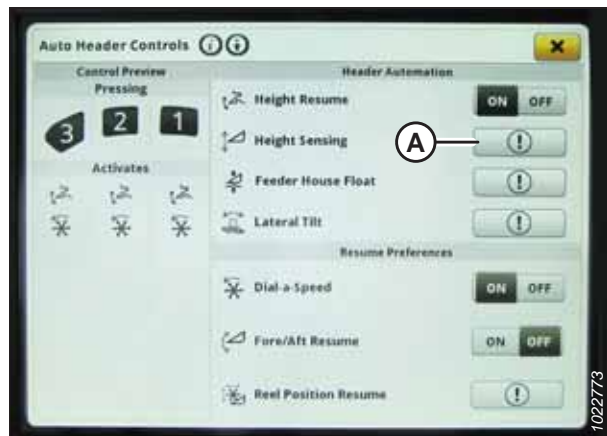 Auto Header Controls
Control Preview
Pressing
3 2 1
Activates
Header Automation
Height Resume ON OFF
Height Sensing !
A
Feeder House Float !
Lateral Tilt !
Resume Preferences
Dial-a-Speed ON OFF
Fore/Aft Resume ON OFF
Reel Position Resume !
1022773